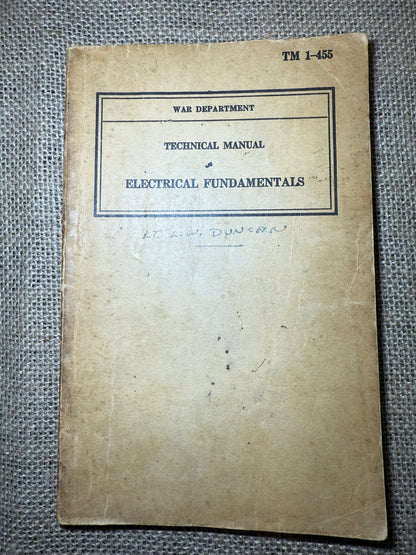 TM 1–455
WAR DEPARTMENT
TECHNICAL MANUAL
ELECTRICAL FUNDAMENTALS
LT. L.W. DUNCAN